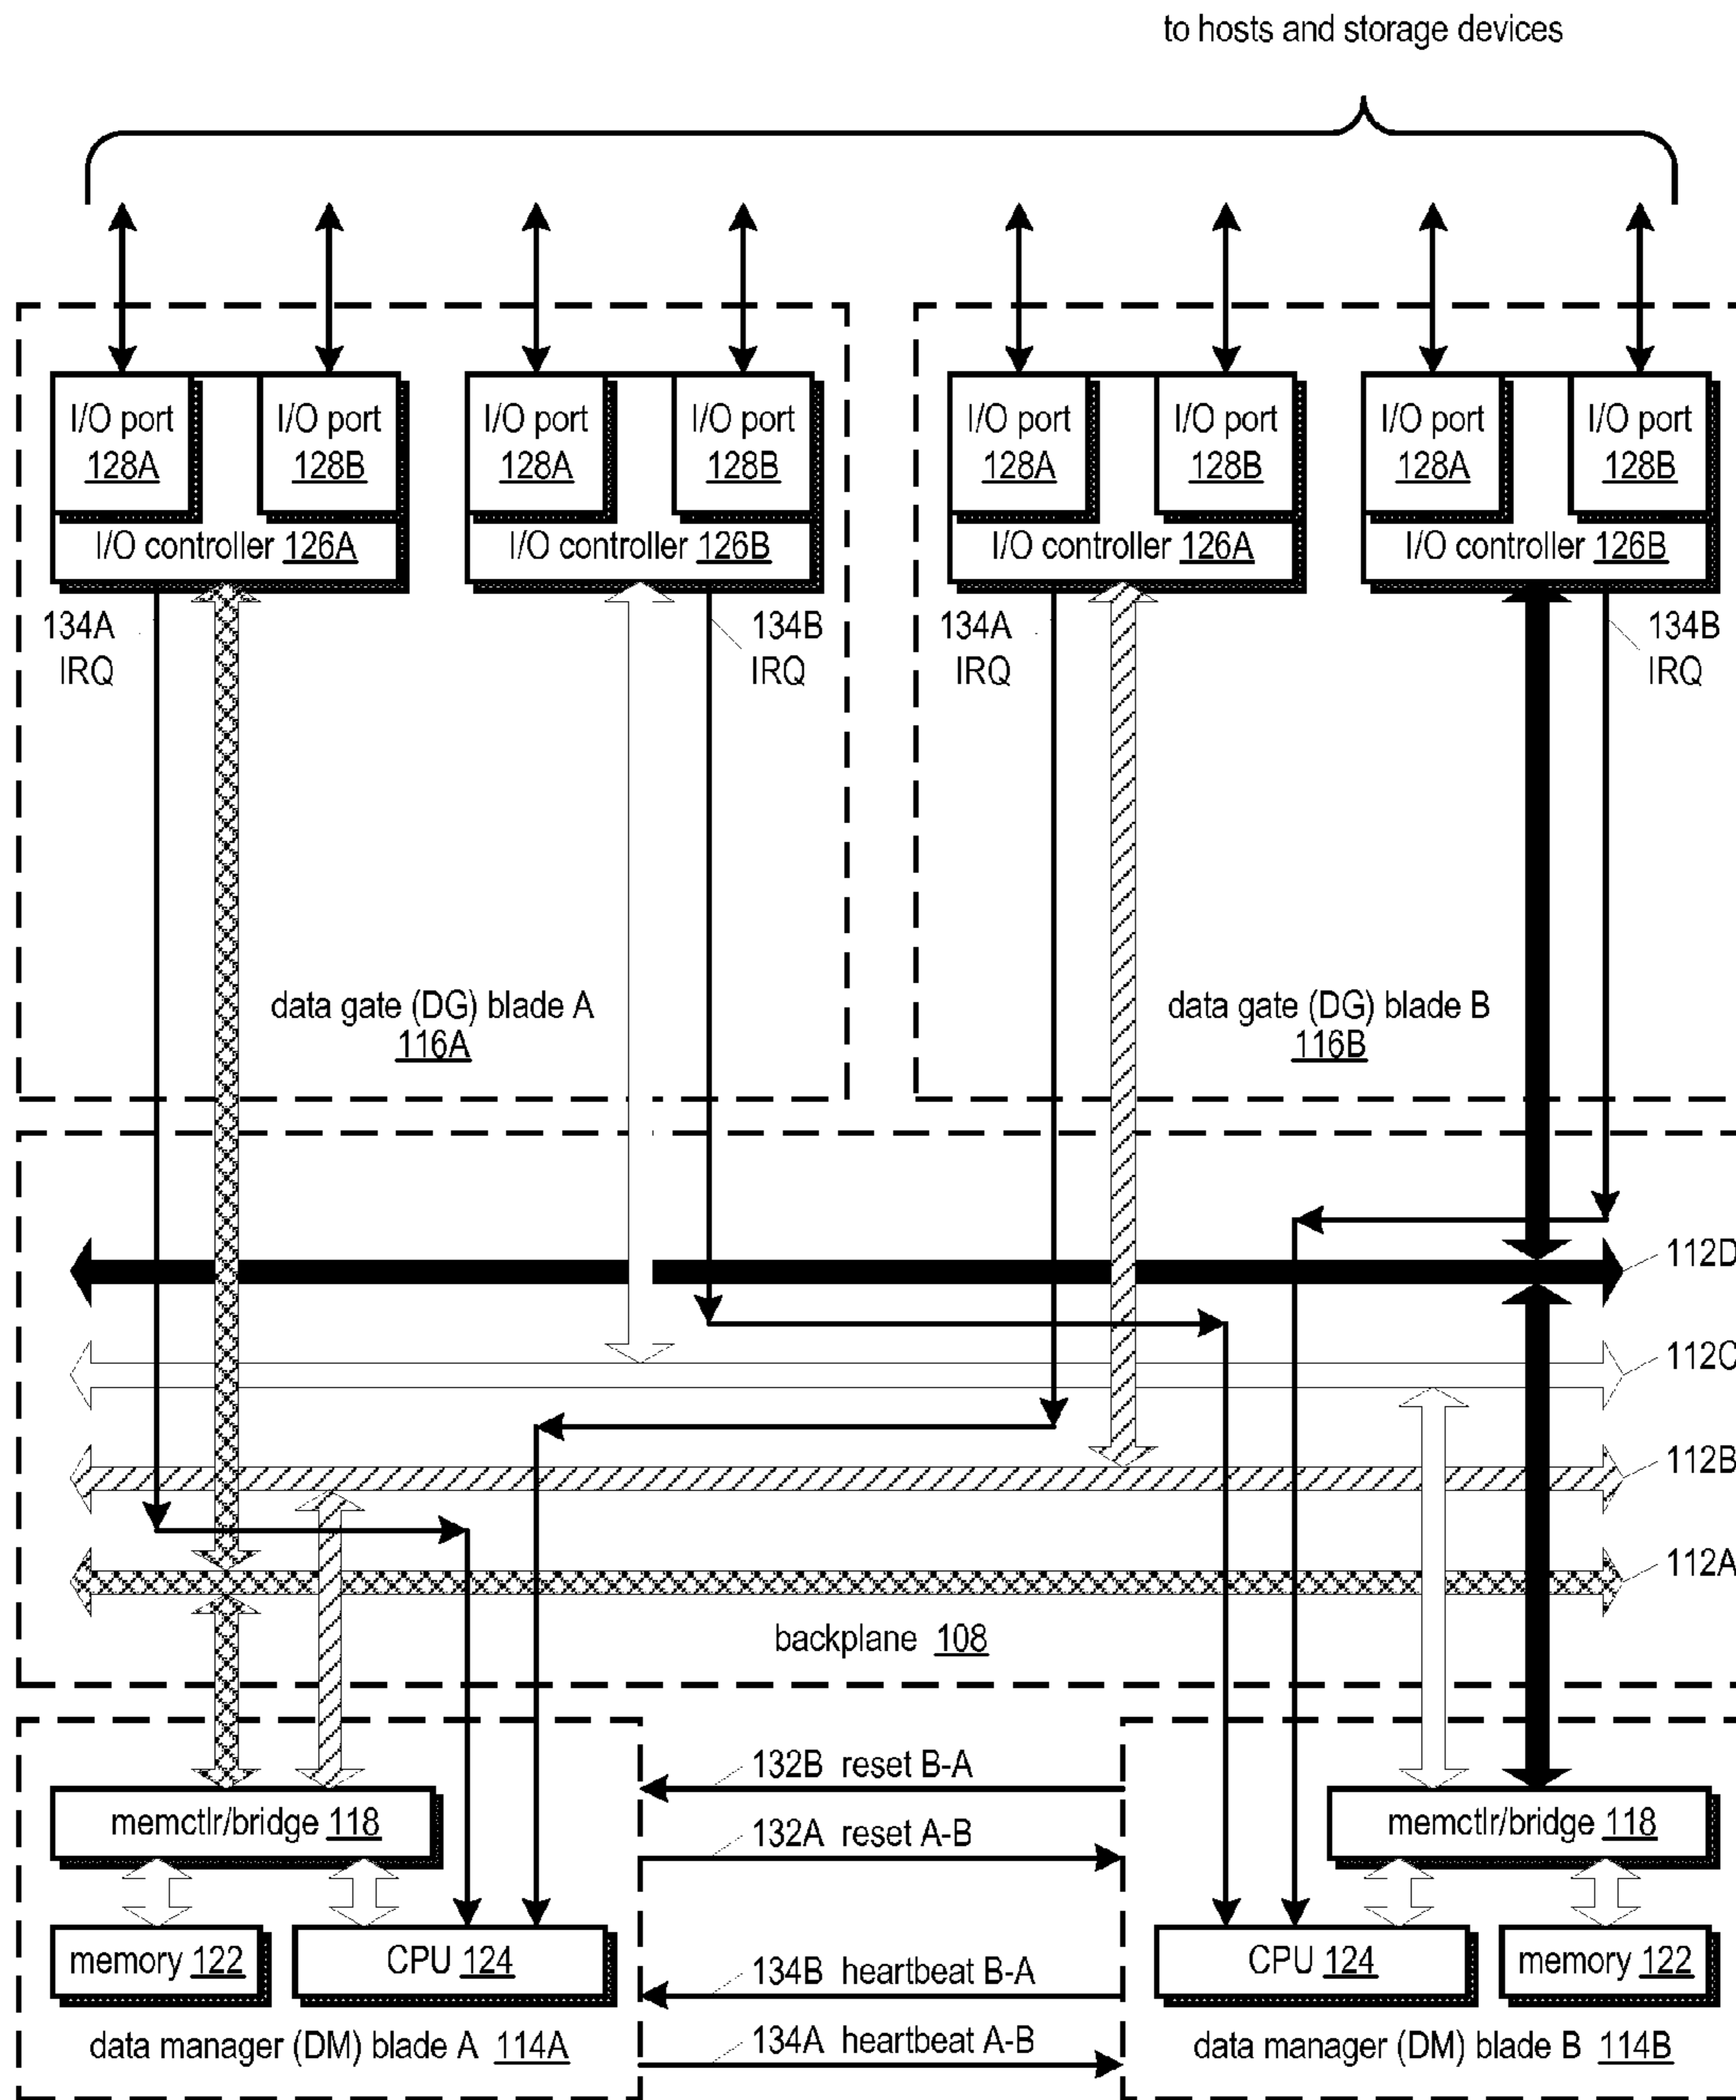 to hosts and storage devices
I/O port
128A
I/O port
128B
I/O controller 126A
I/O port
128A
I/O port
128B
I/O controller 126B
I/O port
128A
I/O port
128B
I/O controller 126A
I/O port
128A
I/O port
128B
I/O controller 126B
134A
IRQ
134B
IRQ
134A
IRQ
134B
IRQ
data gate (DG) blade A
116A
data gate (DG) blade B
116B
112D
112C
112B
112A
backplane 108
132B reset B-A
132A reset A-B
134B heartbeat B-A
134A heartbeat A-B
memctlr/bridge 118
memory 122
CPU 124
data manager (DM) blade A 114A
memctlr/bridge 118
CPU 124
memory 122
data manager (DM) blade B 114B